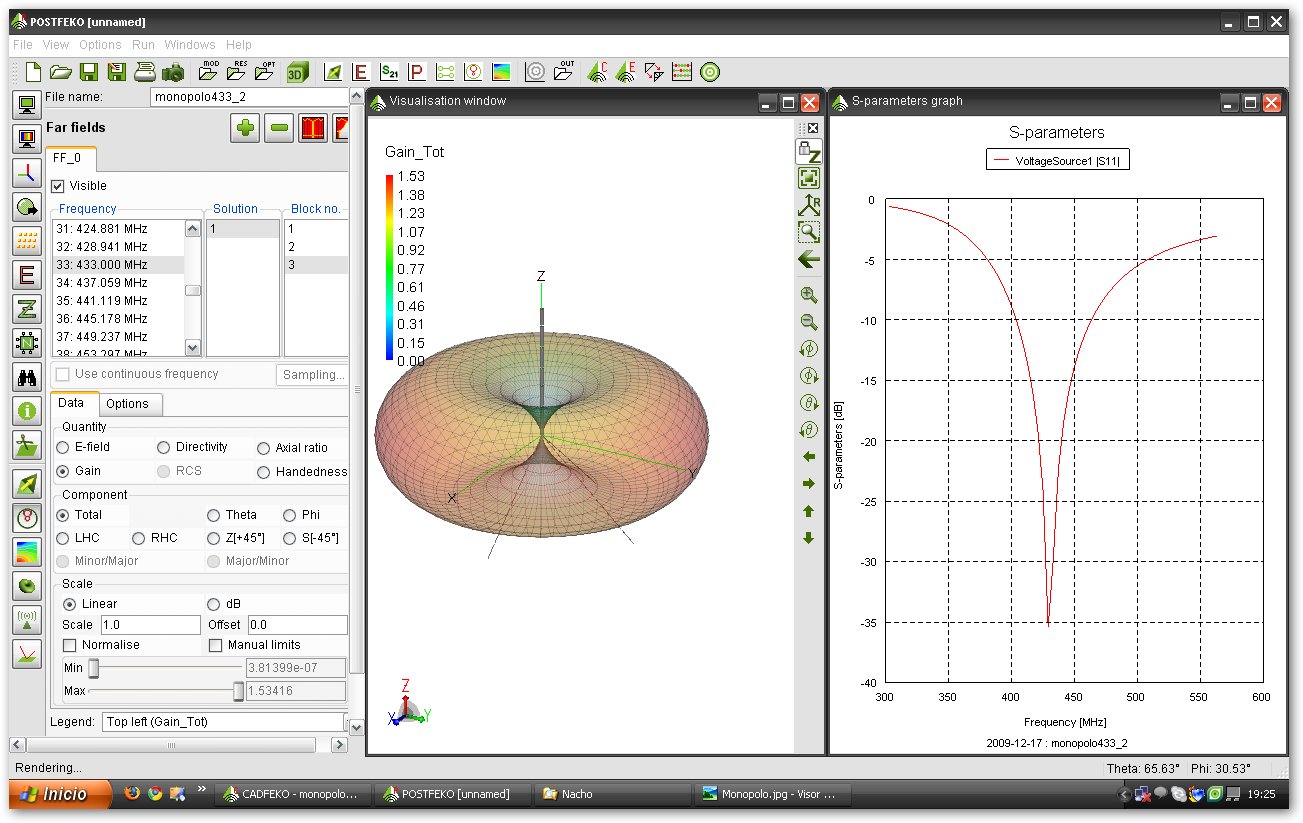 POSTFEKO [unnamed]
File View Options Run Windows Help
MOD RES OPT 3D E S21 P OUT C E
File name: monopolo433_2
Far fields
FF_0
Visible
Frequency Solution Block no.
31: 424.881 MHz 1 1
32: 428.941 MHz 2
33: 433.000 MHz 3
34: 437.059 MHz
35: 441.119 MHz
36: 445.178 MHz
37: 449.237 MHz
38: 453.297 MHz
Use continuous frequency Sampling...
Data Options
Quantity
E-field Directivity Axial ratio
Gain RCS Handedness
Component
Total Theta Phi
LHC RHC Z[+45°] S[-45°]
Minor/Major Major/Minor
Scale
Linear dB
Scale 1.0 Offset 0.0
Normalise Manual limits
Min 3.81399e-07
Max 1.53416
Legend: Top left (Gain_Tot)
Rendering...
E
Z
N
Visualisation window
Gain_Tot
1.53
1.38
1.23
1.07
0.92
0.77
0.61
0.46
0.31
0.15
0.00
Z
X
Y
Z
X Y
Z
R
S-parameters graph
S-parameters
VoltageSource1 |S11|
0
-5
-10
-15
-20
-25
-30
-35
-40
S-parameters [dB]
300 350 400 450 500 550 600
Frequency [MHz]
2009-12-17 : monopolo433_2
Theta: 65.63° Phi: 30.53°
Inicio
CADFEKO - monopolo...
POSTFEKO [unnamed]
Nacho
Monopolo.jpg - Visor ...
19:25